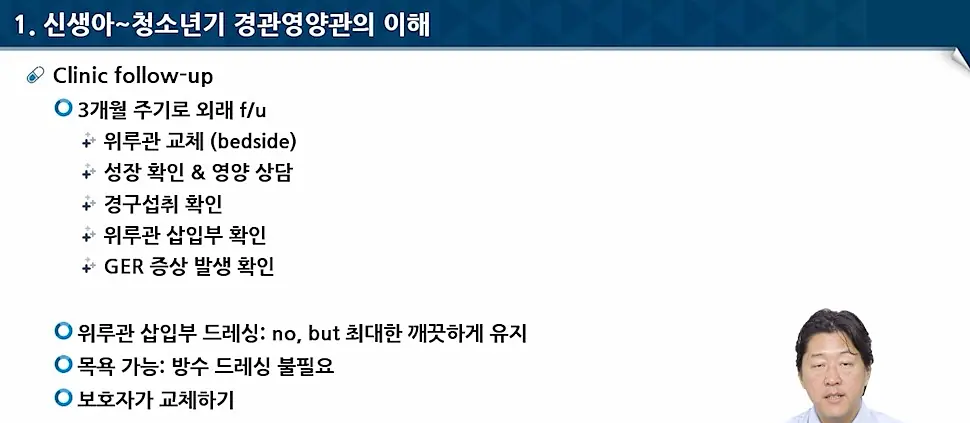 1. 신생아~청소년기 경관영양관의 이해
Clinic follow-up
3개월 주기로 외래 f/u
위루관 교체 (bedside)
성장 확인 & 영양 상담
경구섭취 확인
위루관 삽입부 확인
GER 증상 발생 확인
위루관 삽입부 드레싱: no, but 최대한 깨끗하게 유지
목욕 가능: 방수 드레싱 불필요
보호자가 교체하기